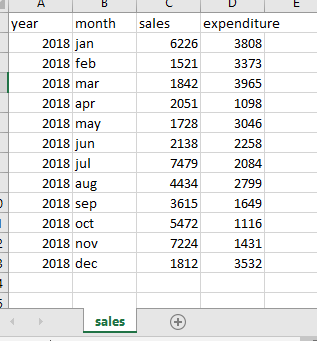 A B C D E
year month sales expenditure
2018 jan 6226 3808
2018 feb 1521 3373
2018 mar 1842 3965
2018 apr 2051 1098
2018 may 1728 3046
2018 jun 2138 2258
2018 jul 7479 2084
2018 aug 4434 2799
2018 sep 3615 1649
2018 oct 5472 1116
2018 nov 7224 1431
2018 dec 1812 3532
sales